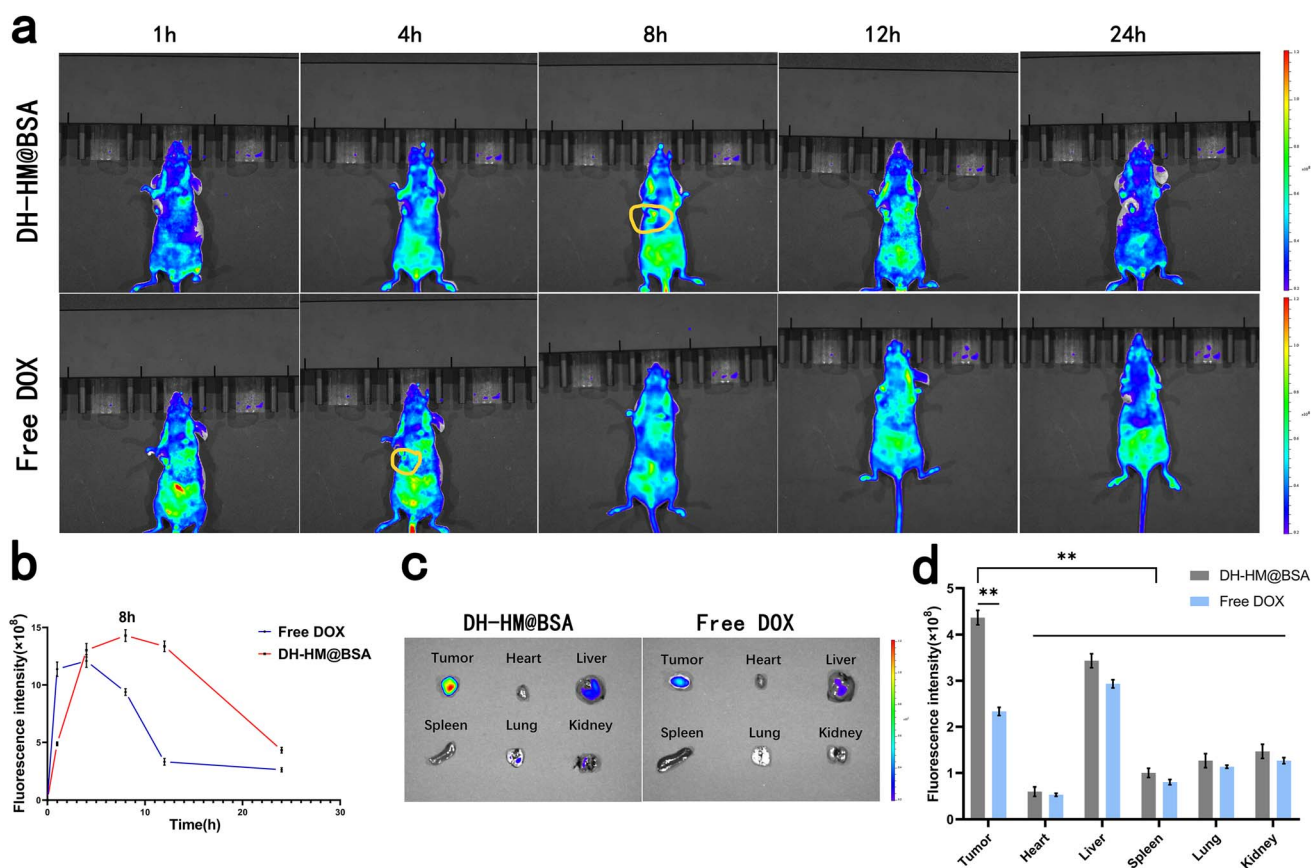 a
1h 4h 8h 12h 24h
DH-HM@BSA
Free DOX
b
Fluorescence intensity(×10⁸)
15
10
5
0
8h
Free DOX
DH-HM@BSA
0 10 20 30
Time(h)
c
DH-HM@BSA Free DOX
Tumor Heart Liver Tumor Heart Liver
Spleen Lung Kidney Spleen Lung Kidney
d
Fluorescence intensity(×10⁸)
5
4
3
2
1
0
**
**
DH-HM@BSA
Free DOX
Tumor Heart Liver Spleen Lung Kidney